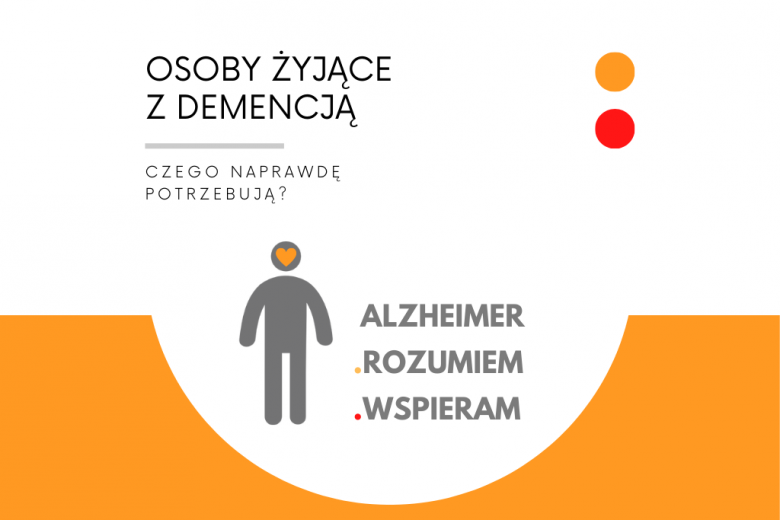 OSOBY ŻYJĄCE
Z DEMENCJĄ
CZEGO NAPRAWDĘ
POTRZEBUJĄ?
ALZHEIMER
.ROZUMIEM
.WSPIERAM